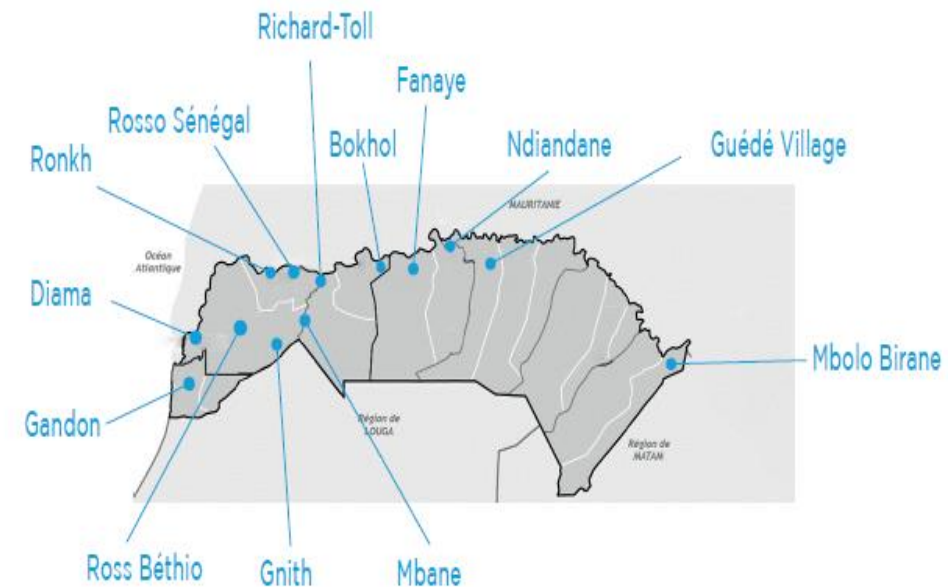 Richard-Toll
Fanaye
Rosso Sénégal
Bokhol
Ndiandane
Guédé Village
Ronkh
MAURITANIE
Océan
Atlantique
Diama
Mbolo Birane
Gandon
Région de
LOUGA
Région de
MATAM
Ross Béthio
Gnith
Mbane